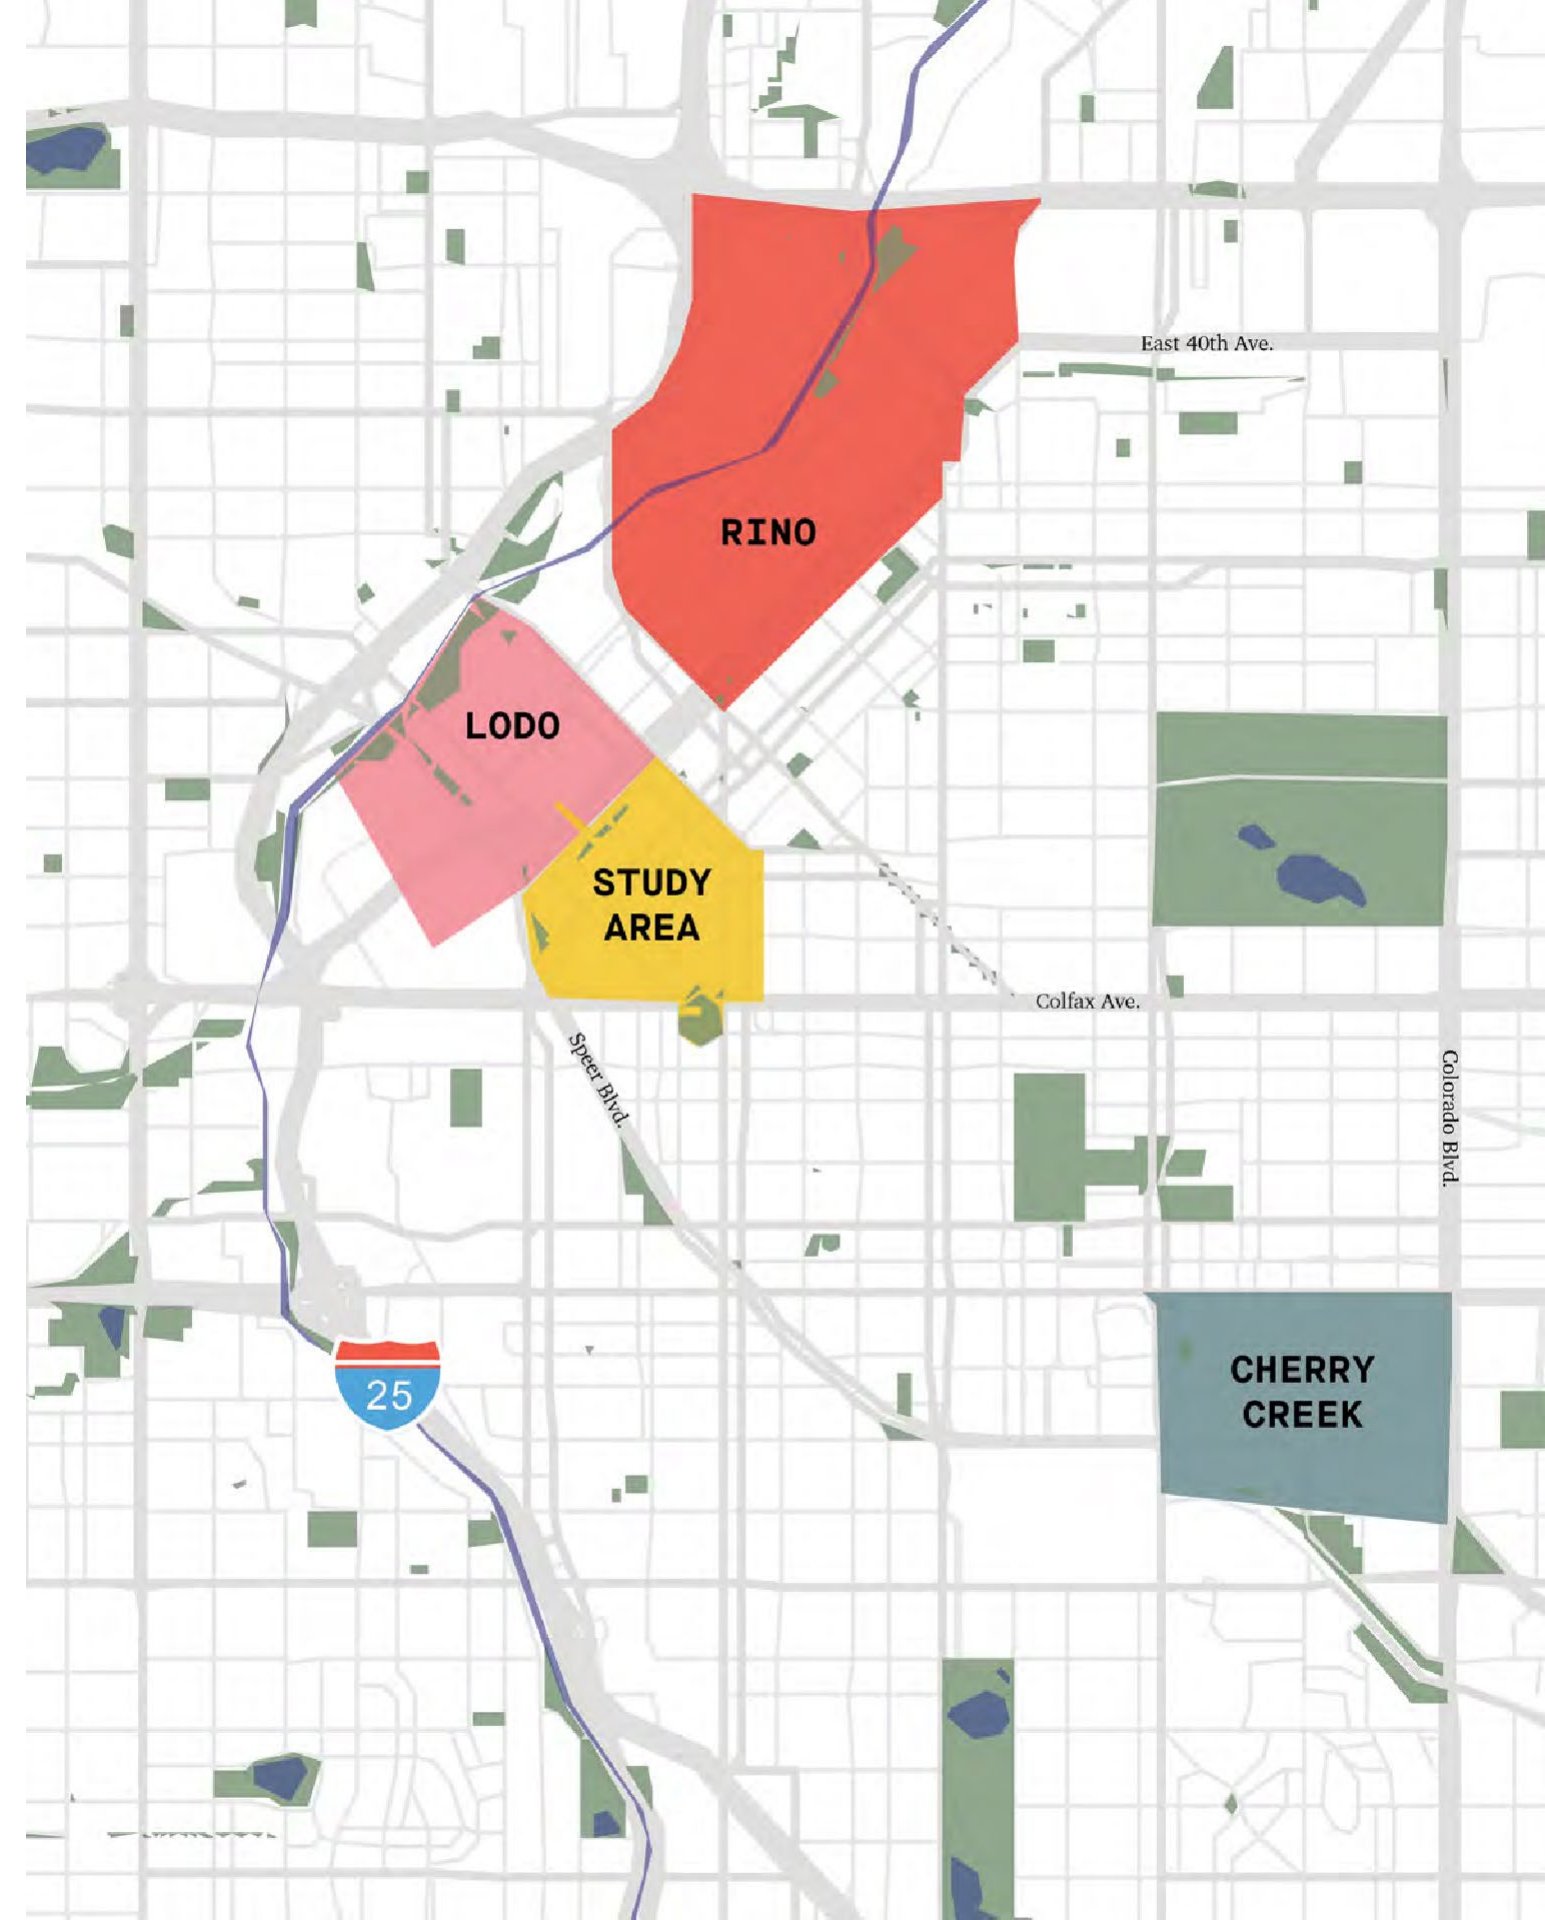 East 40th Ave.
RINO
LODO
STUDY
AREA
Colfax Ave.
Speer Blvd.
Colorado Blvd.
CHERRY
CREEK
25